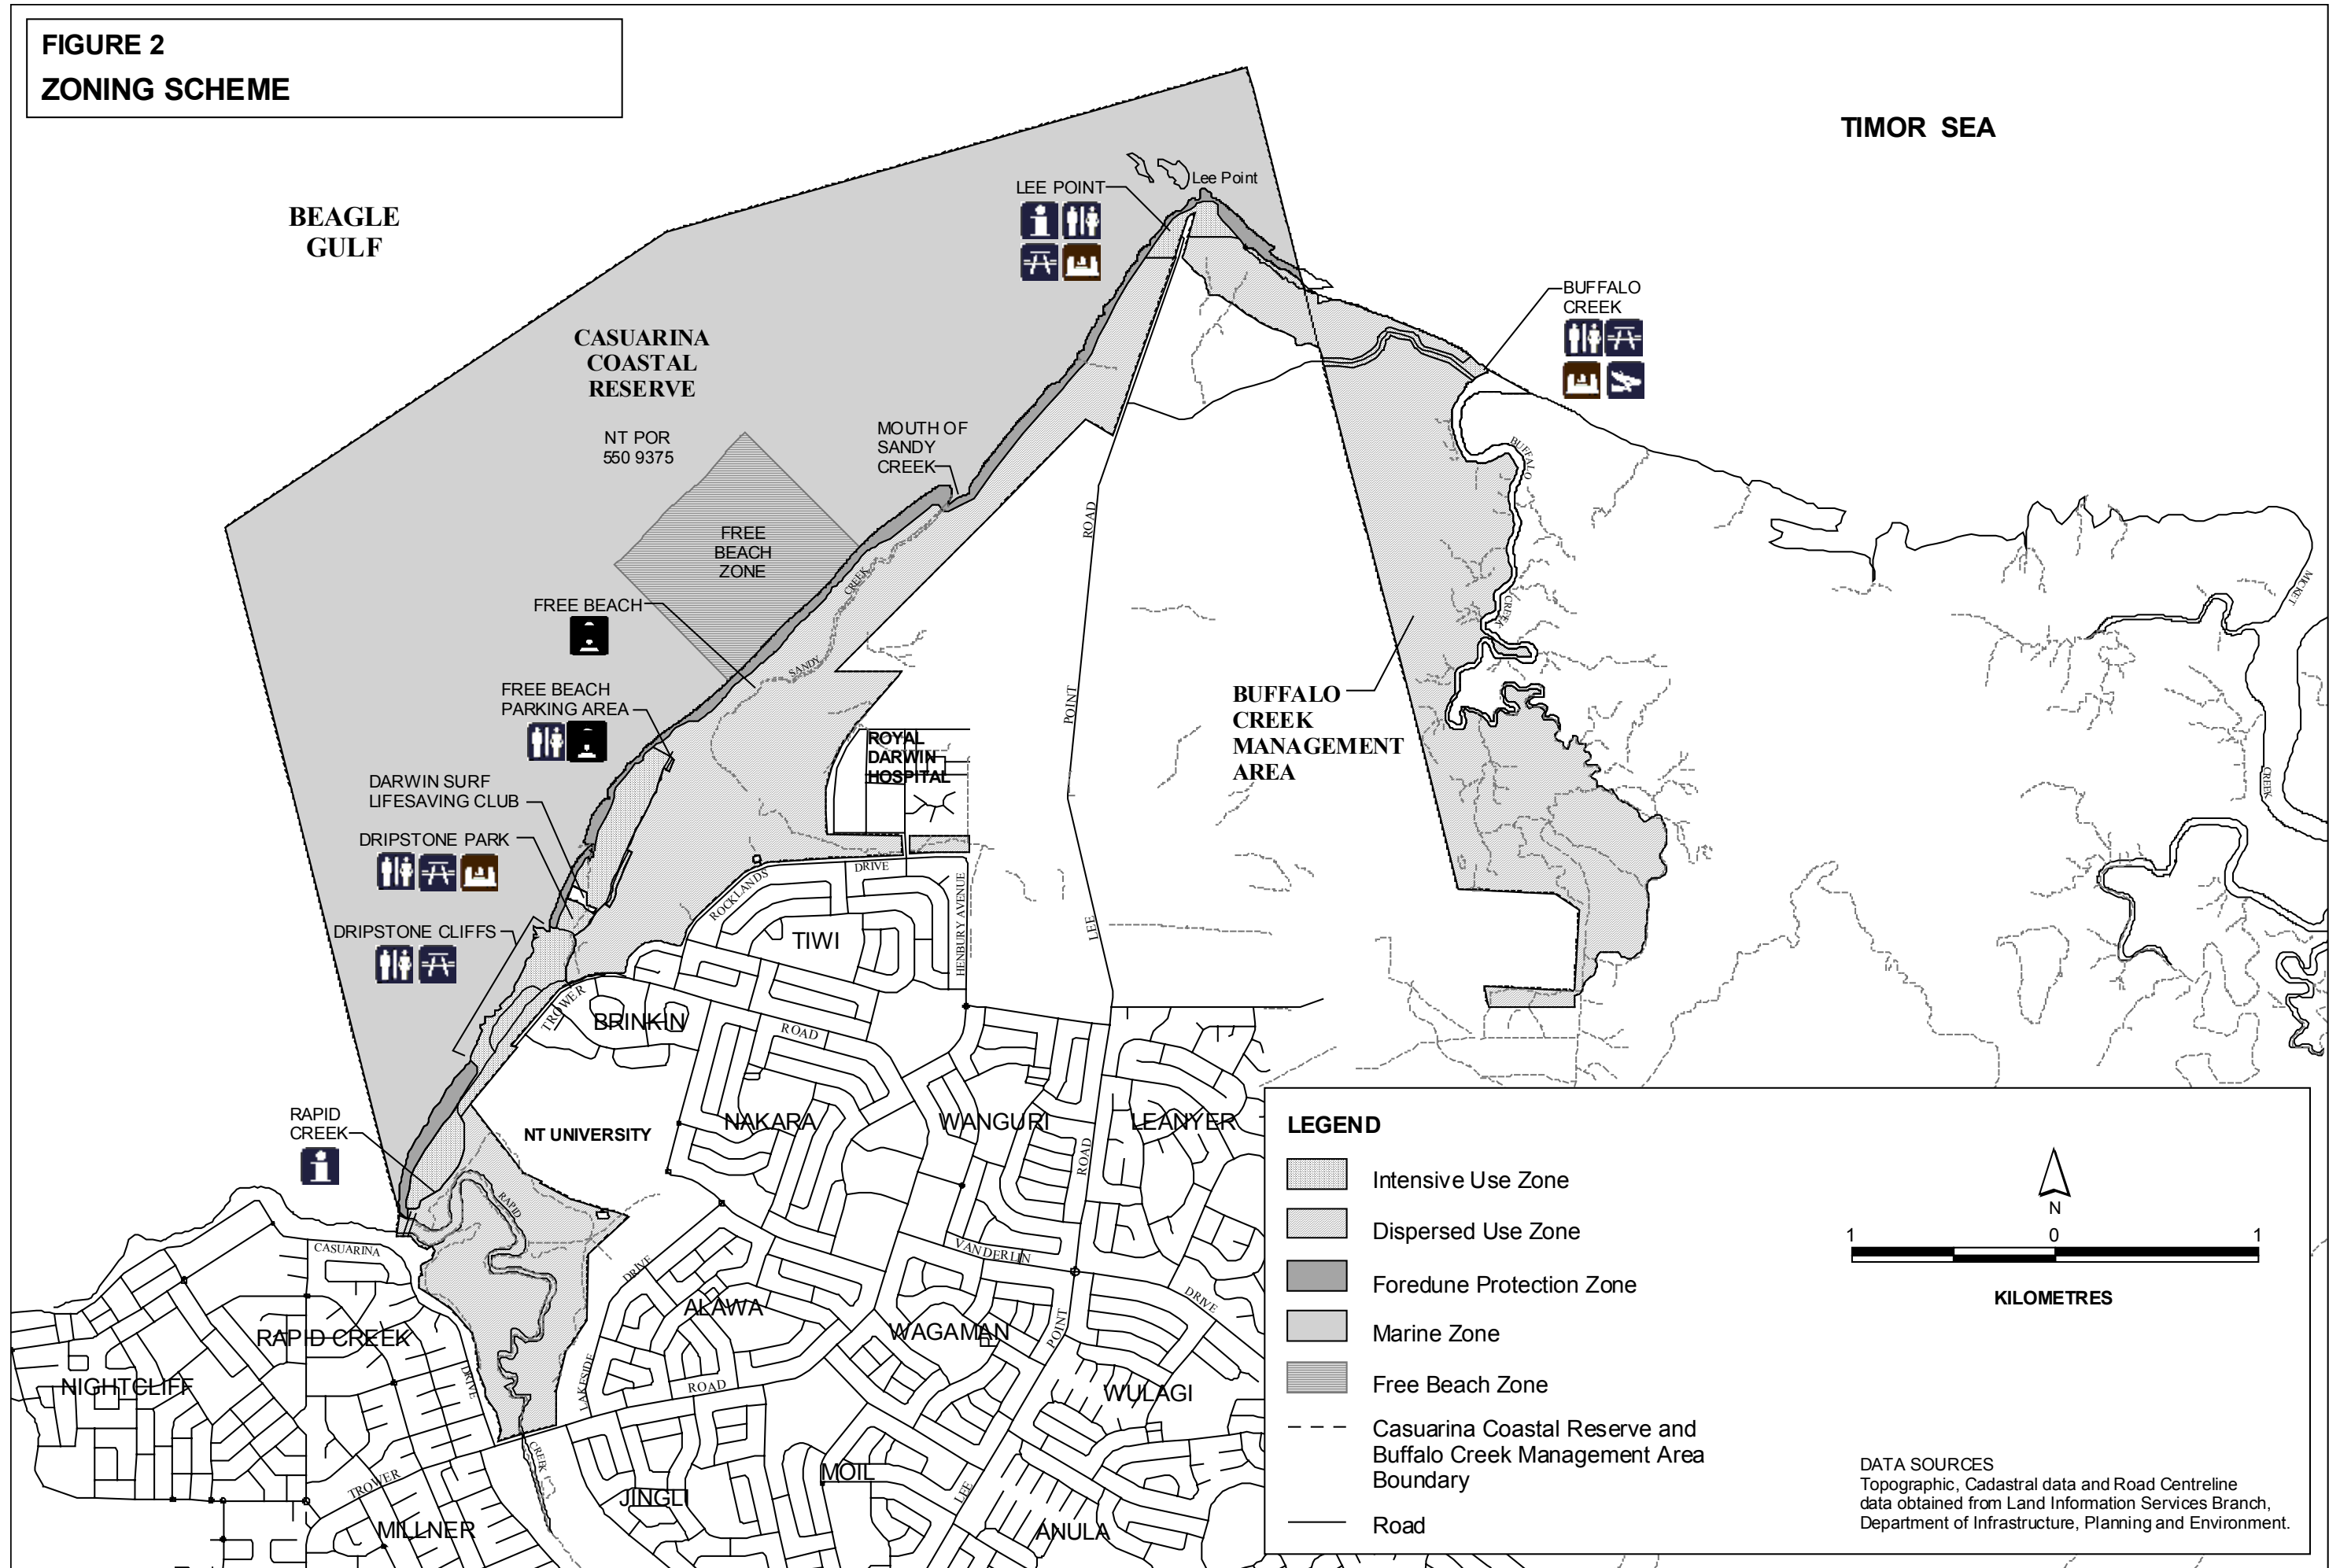 FIGURE 2
ZONING SCHEME
TIMOR SEA
BEAGLE
GULF
LEE POINT
Lee Point
BUFFALO
CREEK
CASUARINA
COASTAL
RESERVE
NT POR
550 9375
MOUTH OF
SANDY
CREEK
FREE
BEACH
ZONE
FREE BEACH
FREE BEACH
PARKING AREA
DARWIN SURF
LIFESAVING CLUB
DRIPSTONE PARK
DRIPSTONE CLIFFS
RAPID
CREEK
SANDY
CREEK
BUFFALO
CREEK
MICKET
CREEK
ROYAL
DARWIN
HOSPITAL
BUFFALO
CREEK
MANAGEMENT
AREA
LEE
POINT
ROAD
ROCKLANDS
DRIVE
HENBURY AVENUE
TIWI
TROWER
ROAD
BRINKIN
NT UNIVERSITY
NAKARA
WANGURI
LEANYER
ROAD
RAPID
CASUARINA
DRIVE
DRIVE
VANDERLIN
DRIVE
ALAWA
WAGAMAN
POINT
RAPID CREEK
NIGHTCLIFF
LAKESIDE
ROAD
WULAGI
CREEK
TROWER
MILLNER
JINGLI
MOIL
LEE
ANULA
LEGEND
Intensive Use Zone
Dispersed Use Zone
Foredune Protection Zone
Marine Zone
Free Beach Zone
Casuarina Coastal Reserve and
Buffalo Creek Management Area
Boundary
Road
N
1 0 1
KILOMETRES
DATA SOURCES
Topographic, Cadastral data and Road Centreline
data obtained from Land Information Services Branch,
Department of Infrastructure, Planning and Environment.